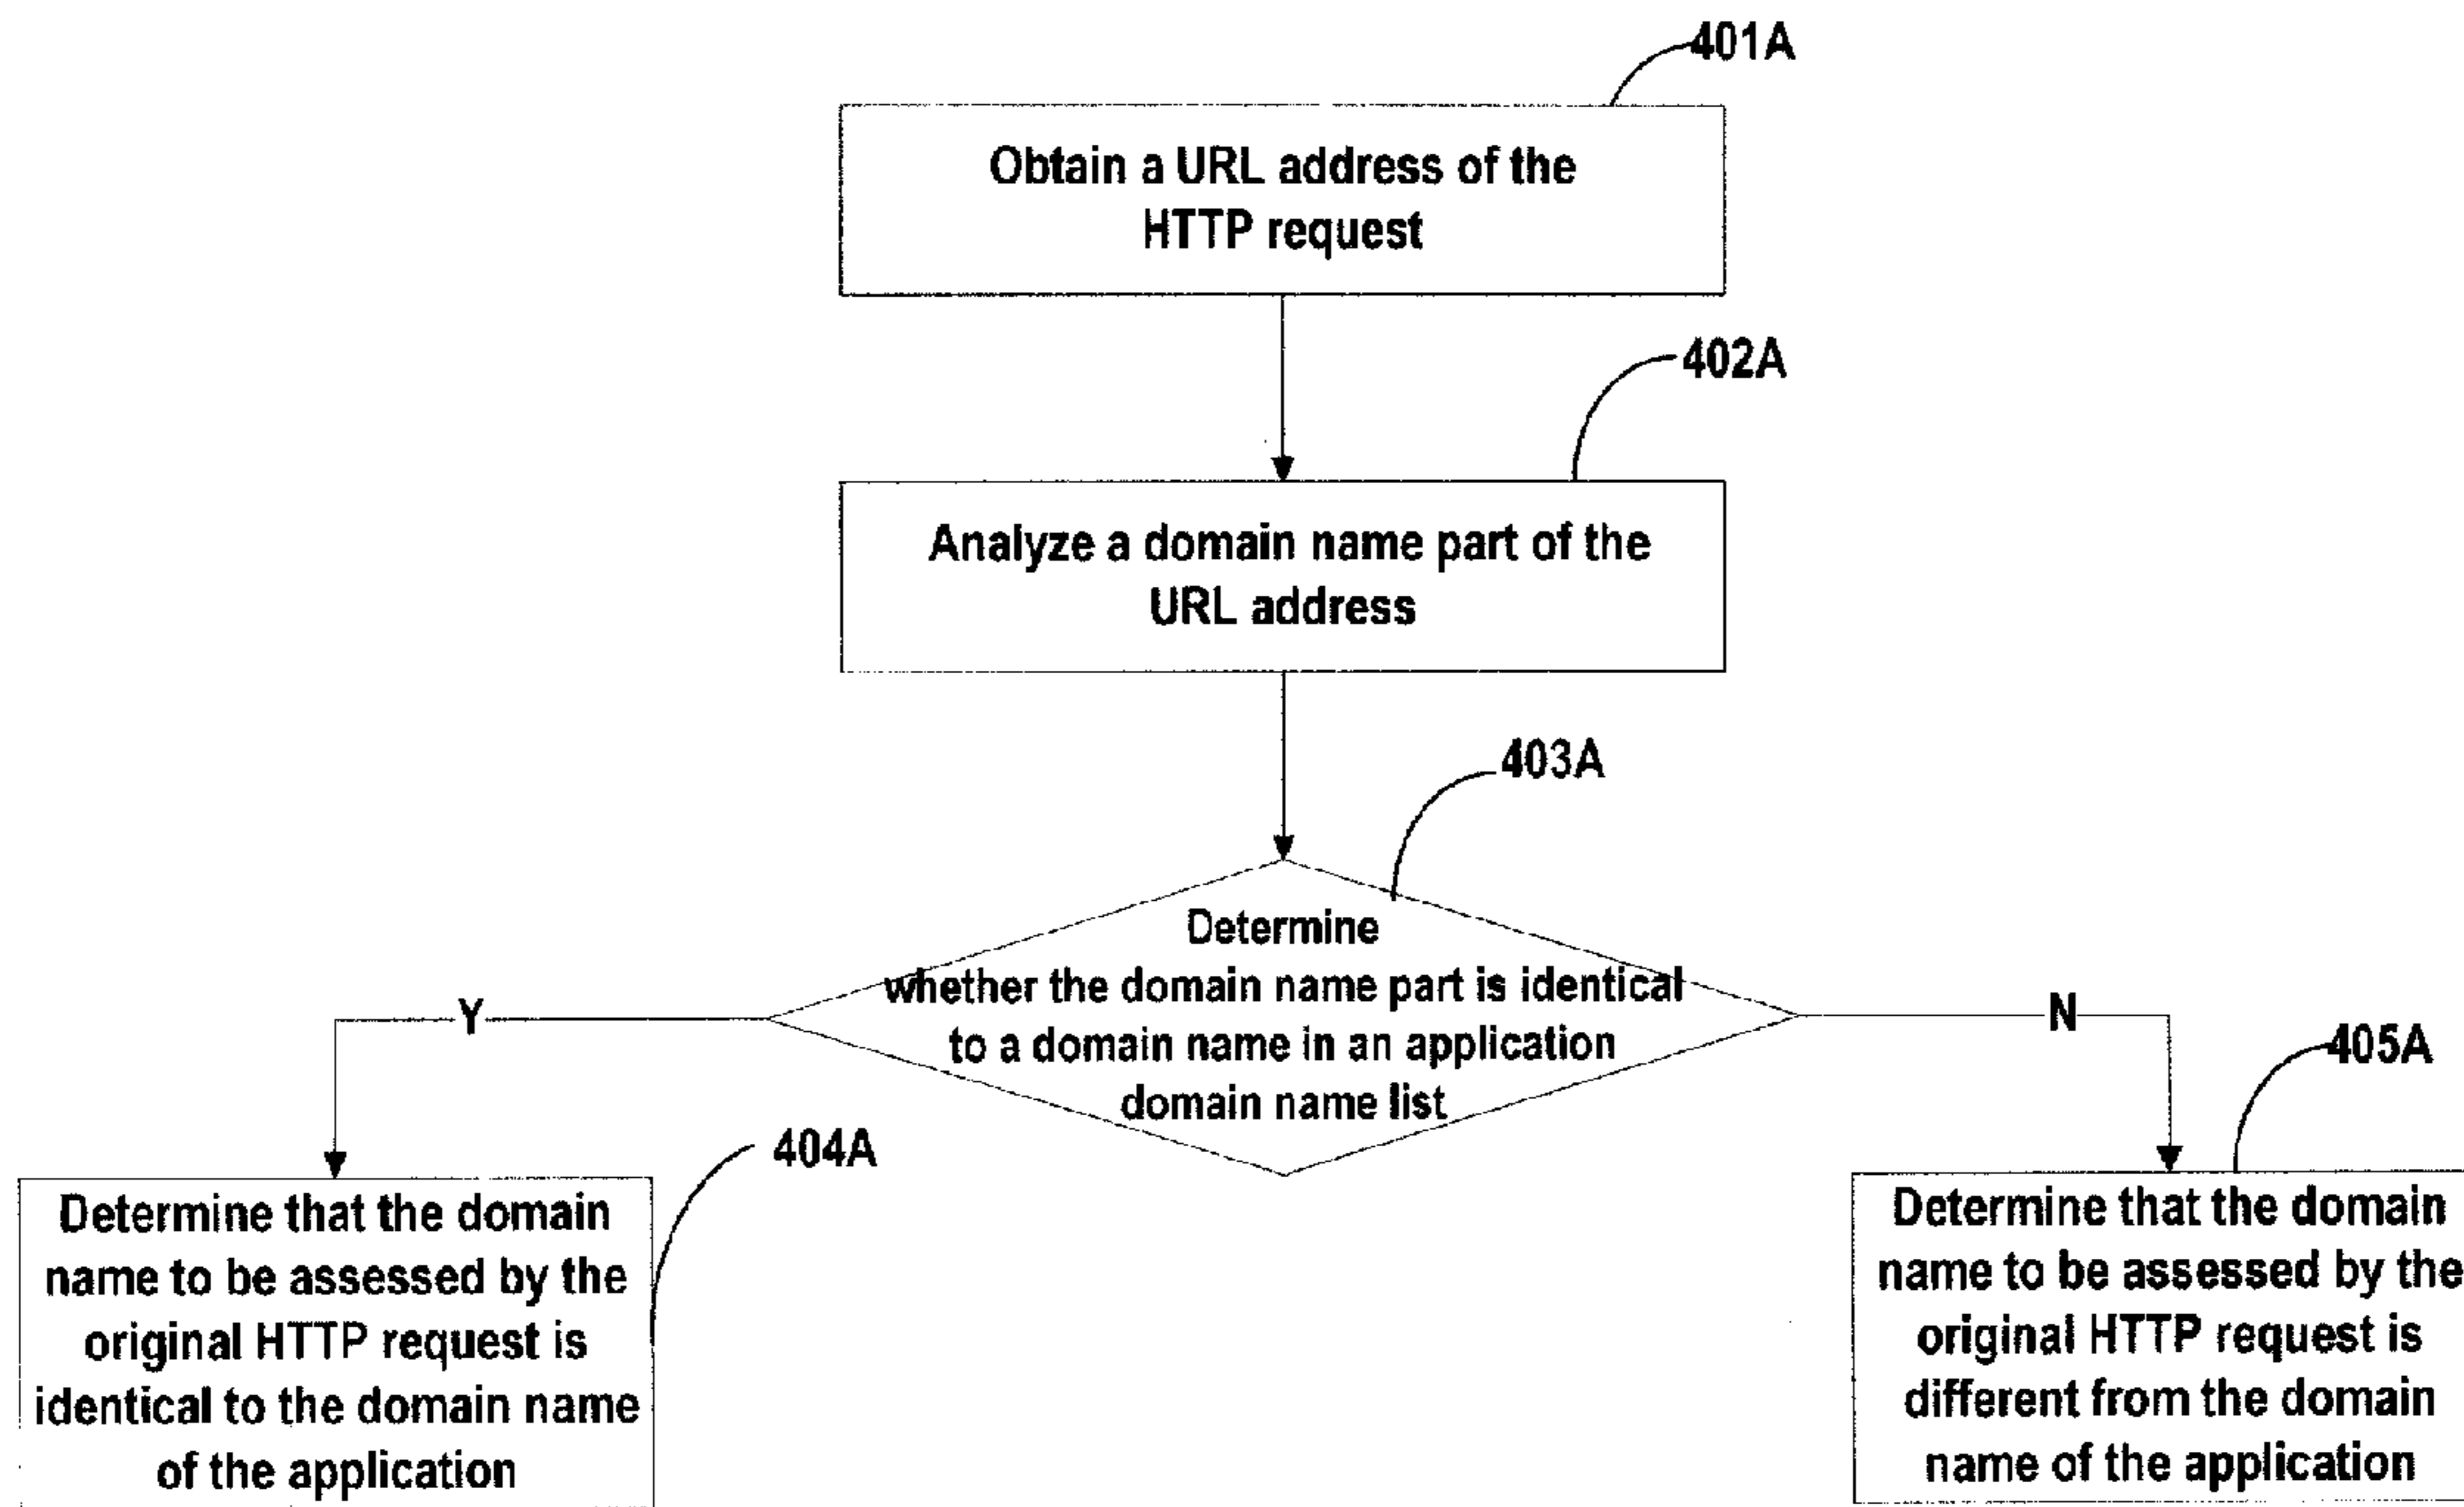 401A
Obtain a URL address of the
HTTP request
402A
Analyze a domain name part of the
URL address
403A
Determine
whether the domain name part is identical
to a domain name in an application
domain name list
Y
N
404A
405A
Determine that the domain
name to be assessed by the
original HTTP request is
identical to the domain name
of the application
Determine that the domain
name to be assessed by the
original HTTP request is
different from the domain
name of the application